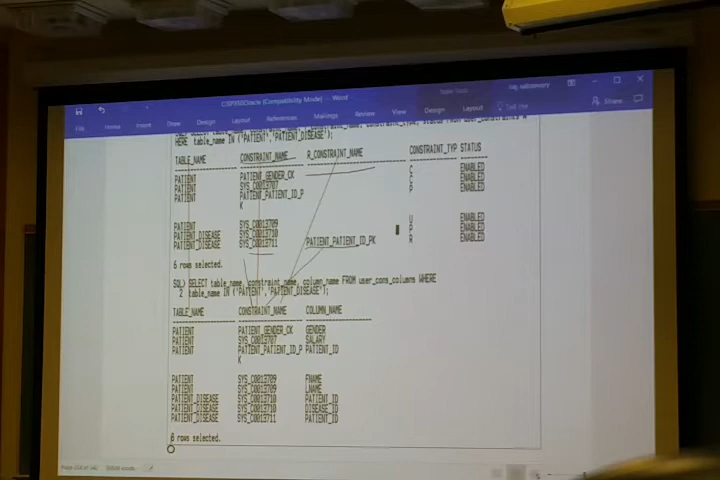 CSP350Oracle [Compatibility Mode] - Word
File Home Insert Draw Design Layout References Mailings Review View Design Layout Tell me Share
HERE table_name IN ('PATIENT','PATIENT_DISEASE');
TABLE_NAME CONSTRAINT_NAME R_CONSTRAINT_NAME CONSTRAINT_TYP STATUS
PATIENT PATIENT_GENDER_CK C ENABLED
PATIENT SYS_C0013707 C ENABLED
PATIENT PATIENT_PATIENT_ID_P P ENABLED
K
PATIENT SYS_C0013709 U ENABLED
PATIENT_DISEASE SYS_C0013710 P ENABLED
PATIENT_DISEASE SYS_C0013711 PATIENT_PATIENT_ID_PK R ENABLED
6 rows selected.
SQL> SELECT table_name, constraint_name, column_name FROM user_cons_columns WHERE
2 table_name IN ('PATIENT','PATIENT_DISEASE');
TABLE_NAME CONSTRAINT_NAME COLUMN_NAME
PATIENT PATIENT_GENDER_CK GENDER
PATIENT SYS_C0013707 SALARY
PATIENT PATIENT_PATIENT_ID_P PATIENT_ID
K
PATIENT SYS_C0013709 FNAME
PATIENT SYS_C0013709 LNAME
PATIENT_DISEASE SYS_C0013710 PATIENT_ID
PATIENT_DISEASE SYS_C0013710 DISEASE_ID
PATIENT_DISEASE SYS_C0013711 PATIENT_ID
8 rows selected.